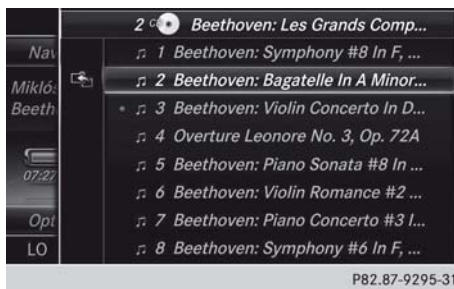 2 CD Beethoven: Les Grands Comp...
Nav
♫ 1 Beethoven: Symphony #8 In F, ...
Mikló
♫ 2 Beethoven: Bagatelle In A Minor...
Beeth
• ♫ 3 Beethoven: Violin Concerto In D...
♫ 4 Overture Leonore No. 3, Op. 72A
07:27
♫ 5 Beethoven: Piano Sonata #8 In ...
♫ 6 Beethoven: Violin Romance #2 ...
Opt
♫ 7 Beethoven: Piano Concerto #3 I...
LO
♫ 8 Beethoven: Symphony #6 In F, ...
P82.87-9295-31